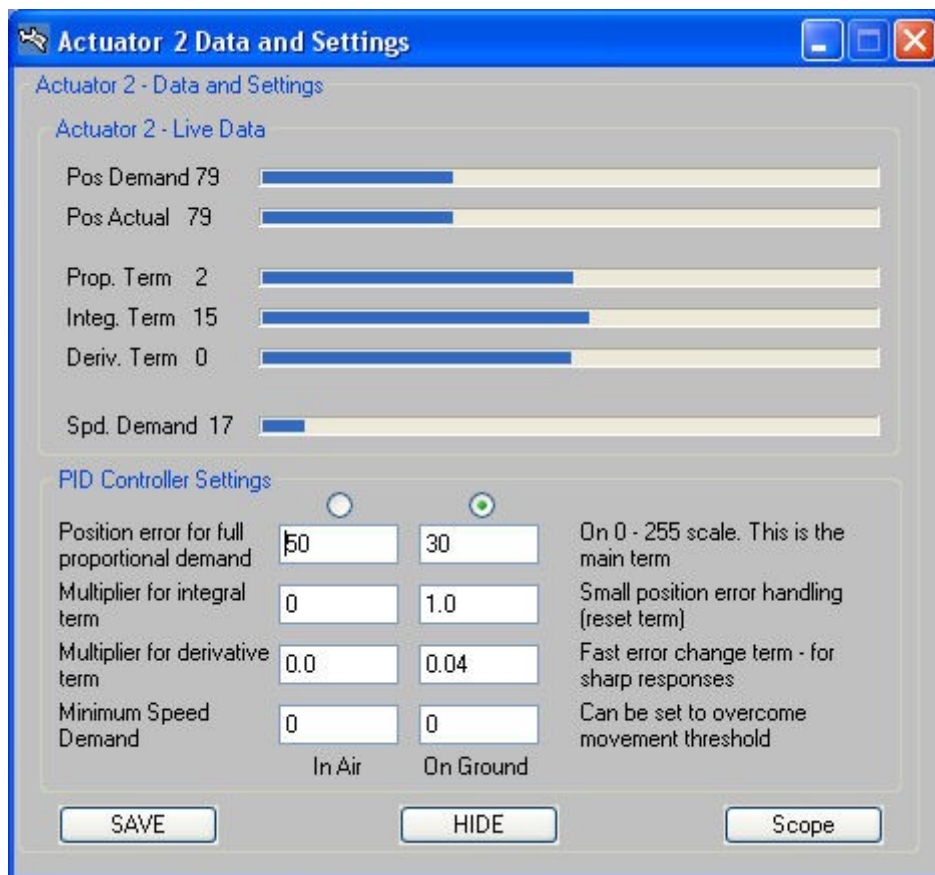 Actuator 2 Data and Settings
Actuator 2 - Data and Settings
Actuator 2 - Live Data
Pos Demand 79
Pos Actual 79
Prop. Term 2
Integ. Term 15
Deriv. Term 0
Spd. Demand 17
PID Controller Settings
Position error for full
proportional demand
50
30
On 0 - 255 scale. This is the
main term
Multiplier for integral
term
0
1.0
Small position error handling
(reset term)
Multiplier for derivative
term
0.0
0.04
Fast error change term - for
sharp responses
Minimum Speed
Demand
0
0
Can be set to overcome
movement threshold
In Air
On Ground
SAVE
HIDE
Scope